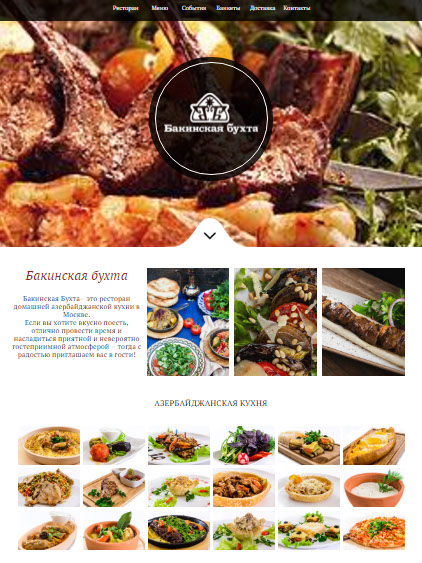 Ресторан Меню События Банкеты Доставка Контакты
Бакинская бухта
Бакинская бухта
Бакинская Бухта - это ресторан
домашней азербайджанской кухни в
Москве.
Если вы хотите вкусно поесть,
отлично провести время и
насладиться приятной и невероятно
гостеприимной атмосферой - тогда с
радостью приглашаем вас в гости!
АЗЕРБАЙДЖАНСКАЯ КУХНЯ